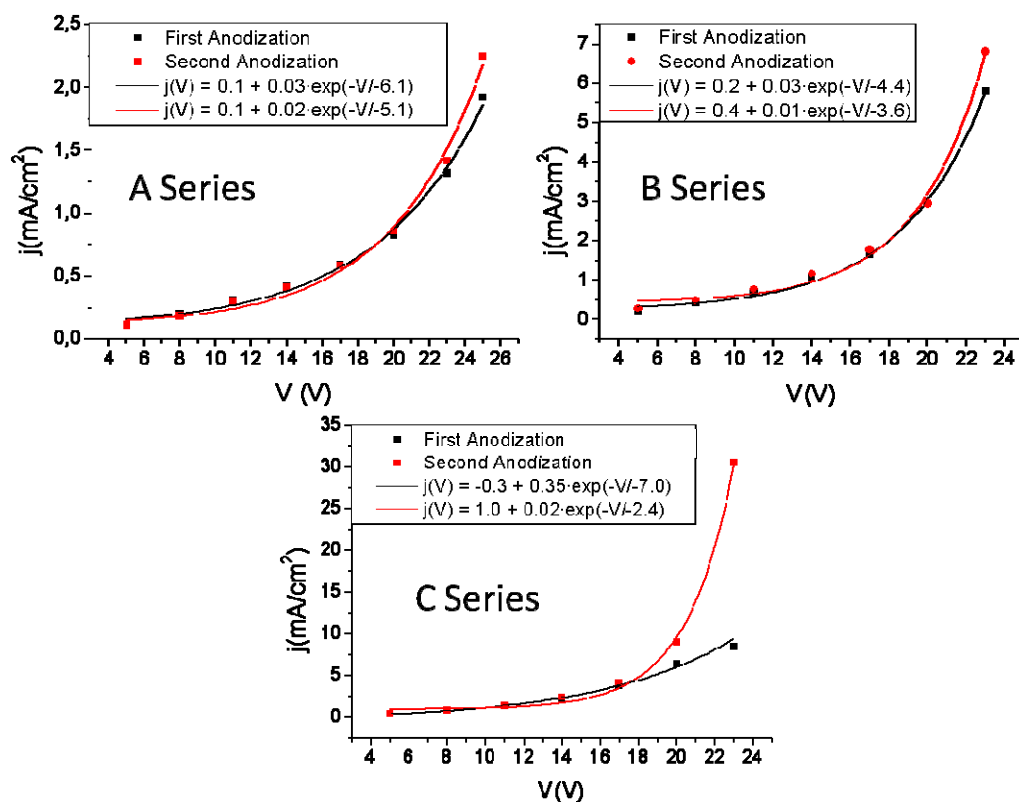 First Anodization
Second Anodization
j(V) = 0.1 + 0.03·exp(-V/-6.1)
j(V) = 0.1 + 0.02·exp(-V/-5.1)
A Series
j(mA/cm²)
2,5
2,0
1,5
1,0
0,5
0,0
4 6 8 10 12 14 16 18 20 22 24 26
V (V)
First Anodization
Second Anodization
j(V) = 0.2 + 0.03·exp(-V/-4.4)
j(V) = 0.4 + 0.01·exp(-V/-3.6)
B Series
j(mA/cm²)
7
6
5
4
3
2
1
0
4 6 8 10 12 14 16 18 20 22 24
V(V)
First Anodization
Second Anodization
j(V) = -0.3 + 0.35·exp(-V/-7.0)
j(V) = 1.0 + 0.02·exp(-V/-2.4)
C Series
j(mA/cm²)
35
30
25
20
15
10
5
0
4 6 8 10 12 14 16 18 20 22 24
V(V)